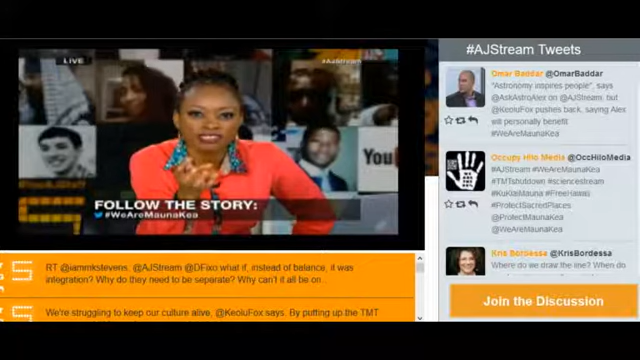 #AJStream Tweets
LIVE
#AJStream
You
FOLLOW THE STORY:
#WeAreMaunaKea
Omar Baddar @OmarBaddar
"Astronomy inspires people", says
@AskAstroAlex on @AJStream, but
@KeoluFox pushes back, saying Alex
will personally benefit
#WeAreMaunaKea
Occupy Hilo Media @OccHiloMedia
@AJStream #WeAreMaunaKea
#TMTshutdown #sciencestream
#KuKiaiMauna #FreeHawaii
#ProtectSacredPlaces
@ProtectMaunaKea
@WeAreMaunaKea
Kris Bordessa @KrisBordessa
Where do we draw the line? When do
RT @iammkstevens, @AJStream @DFixo what if, instead of balance, it was
integration? Why do they need to be separate? Why can't it all be on
We're struggling to keep our culture alive, @KeoluFox says. By putting up the TMT
Join the Discussion